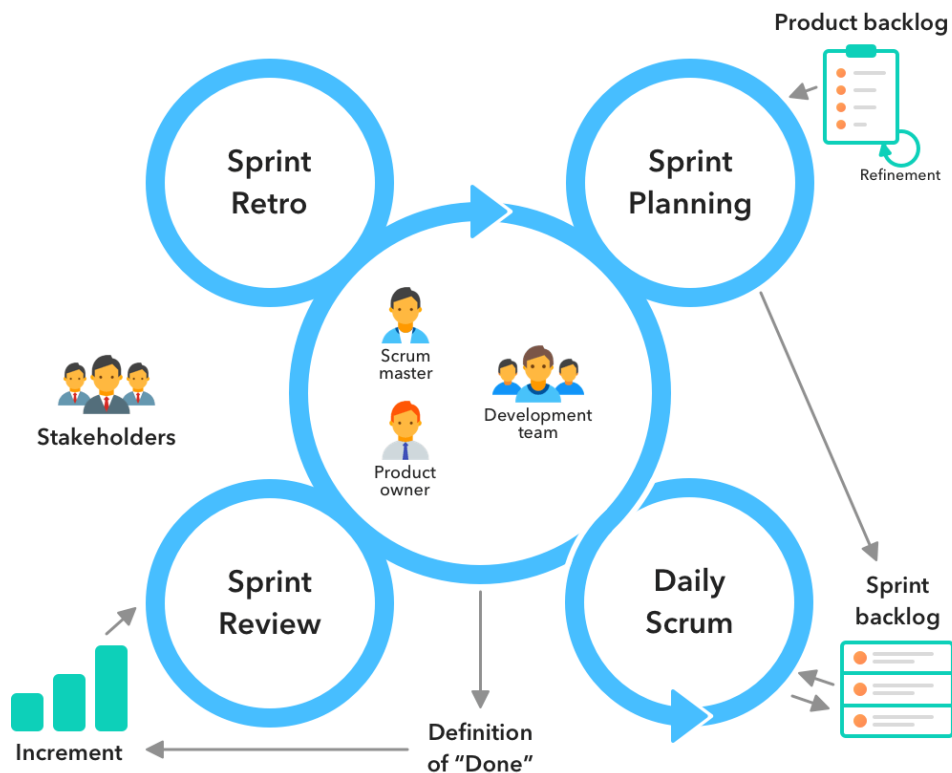 Product backlog
Refinement
Sprint
Retro
Sprint
Planning
Scrum
master
Development
team
Product
owner
Stakeholders
Sprint
Review
Daily
Scrum
Sprint
backlog
Increment
Definition
of “Done”